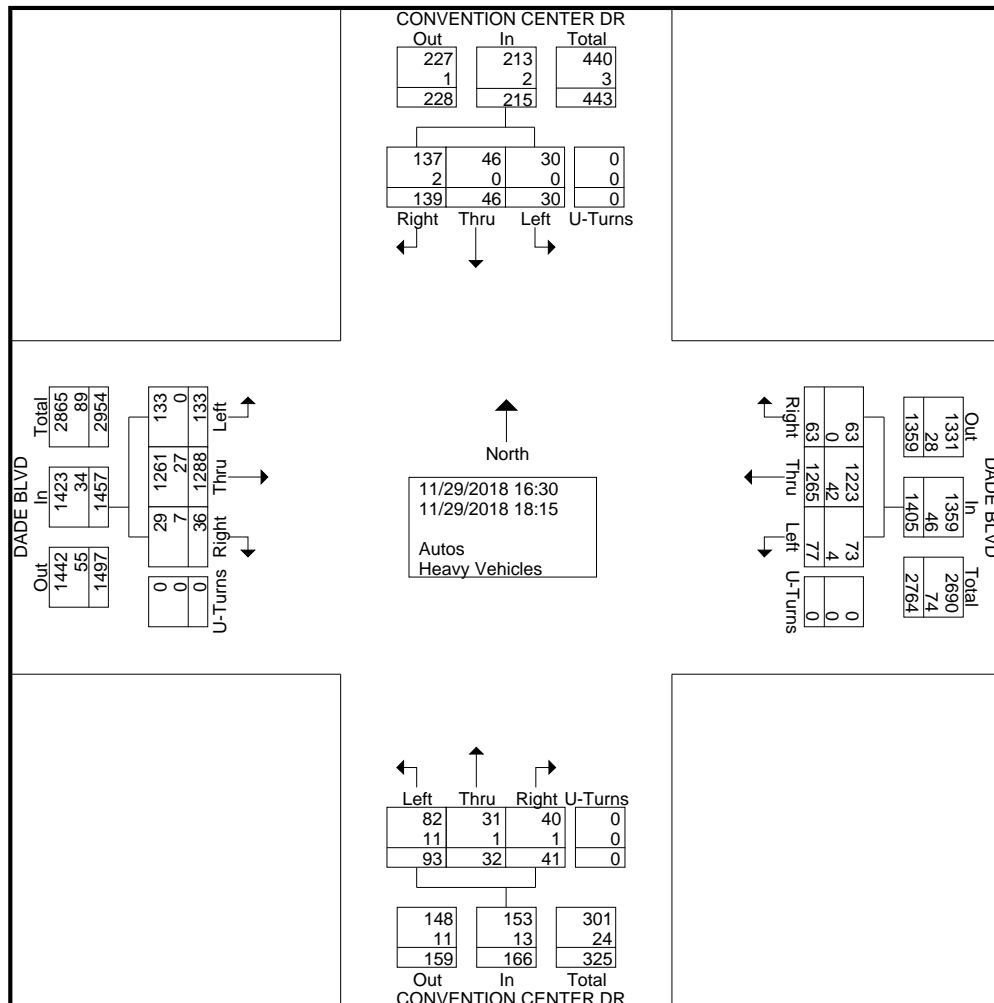 CONVENTION CENTER DR
Out In Total
227 213 440
1 2 3
228 215 443
137 46 30 0
2 0 0 0
139 46 30 0
Right Thru Left U-Turns
DADE BLVD
Total In Out
2865 1423 1442
89 34 55
2954 1457 1497
133 1261 29 0
0 27 7 0
133 1288 36 0
Left Thru Right U-Turns
North
11/29/2018 16:30
11/29/2018 18:15
Autos
Heavy Vehicles
DADE BLVD
Out In Total
1331 1359 2690
28 46 74
1359 1405 2764
63 1223 73 0
0 42 4 0
63 1265 77 0
Right Thru Left U-Turns
Left Thru Right U-Turns
82 31 40 0
11 1 1 0
93 32 41 0
148 153 301
11 13 24
159 166 325
Out In Total
CONVENTION CENTER DR